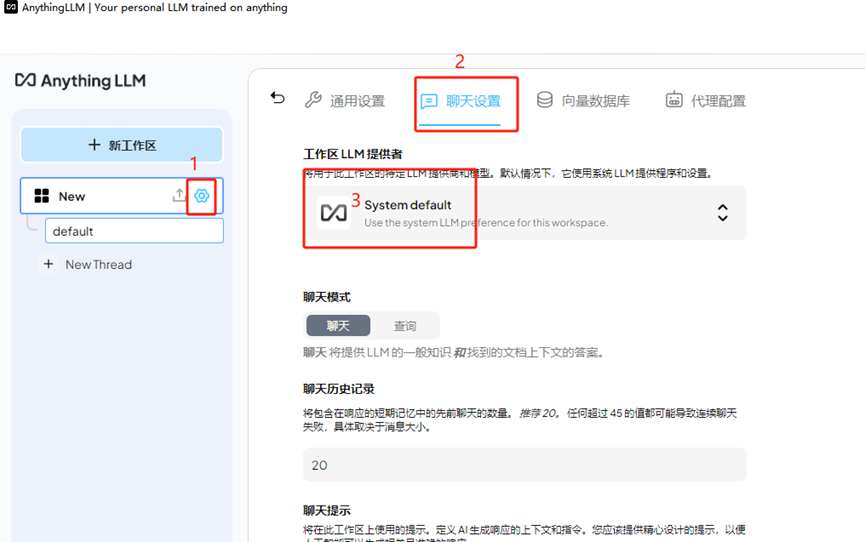 AnythingLLM | Your personal LLM trained on anything
2
Anything LLM
通用设置
聊天设置
向量数据库
代理配置
+ 新工作区
1
New
default
+ New Thread
工作区 LLM 提供者
将用于此工作区的特定 LLM 提供商和模型。默认情况下，它使用系统 LLM 提供程序和设置。
3
System default
Use the system LLM preference for this workspace.
聊天模式
聊天
查询
聊天 将提供 LLM 的一般知识 和 找到的文档上下文的答案。
聊天历史记录
将包含在响应的短期记忆中的先前聊天的数量。 推荐 20。 任何超过 45 的值都可能导致连续聊天
失败，具体取决于消息大小。
20
聊天提示
将在此工作区上使用的提示。定义 AI 生成响应的上下文和指令。您应该提供精心设计的提示，以便